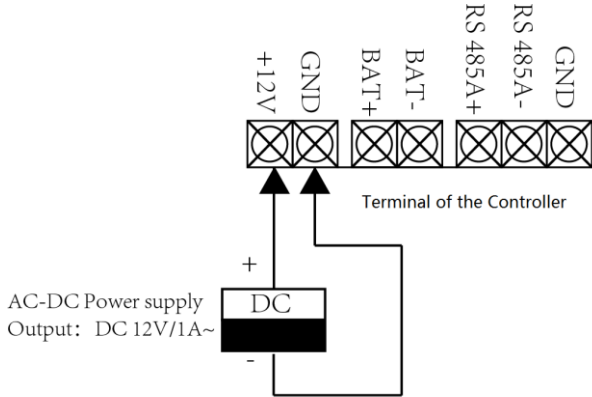 +12V
GND
BAT+
BAT-
RS 485A+
RS 485A-
GND
Terminal of the Controller
+
AC-DC Power supply
DC
Output： DC 12V/1A~
-